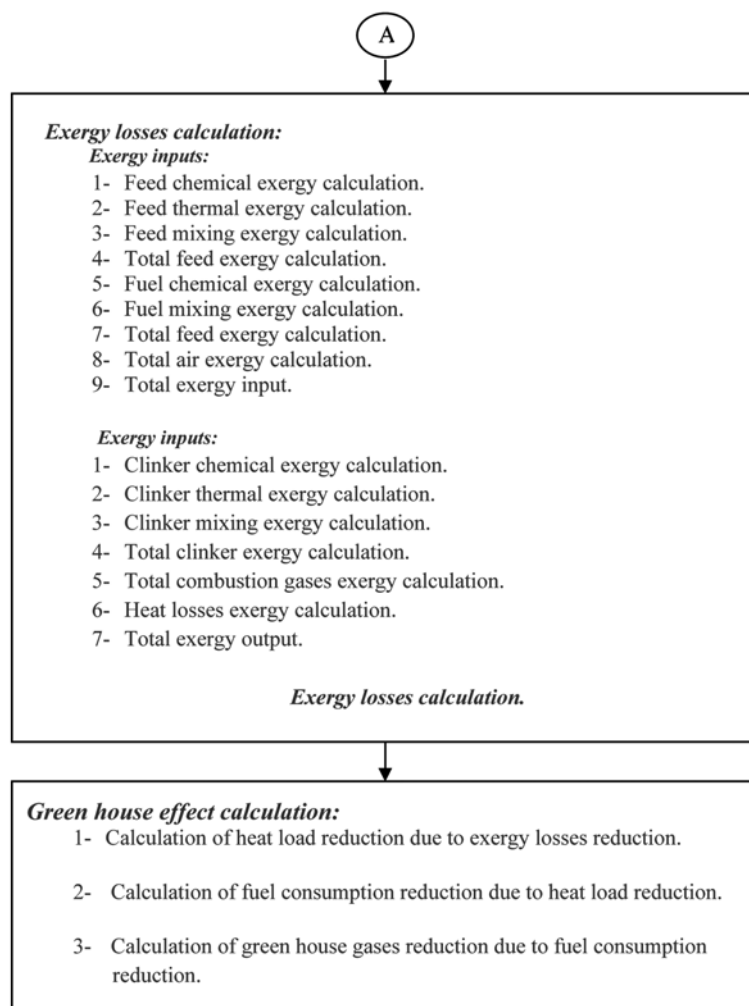 A
Exergy losses calculation:
Exergy inputs:
1- Feed chemical exergy calculation.
2- Feed thermal exergy calculation.
3- Feed mixing exergy calculation.
4- Total feed exergy calculation.
5- Fuel chemical exergy calculation.
6- Fuel mixing exergy calculation.
7- Total feed exergy calculation.
8- Total air exergy calculation.
9- Total exergy input.
Exergy inputs:
1- Clinker chemical exergy calculation.
2- Clinker thermal exergy calculation.
3- Clinker mixing exergy calculation.
4- Total clinker exergy calculation.
5- Total combustion gases exergy calculation.
6- Heat losses exergy calculation.
7- Total exergy output.
Exergy losses calculation.
Green house effect calculation:
1- Calculation of heat load reduction due to exergy losses reduction.
2- Calculation of fuel consumption reduction due to heat load reduction.
3- Calculation of green house gases reduction due to fuel consumption
reduction.